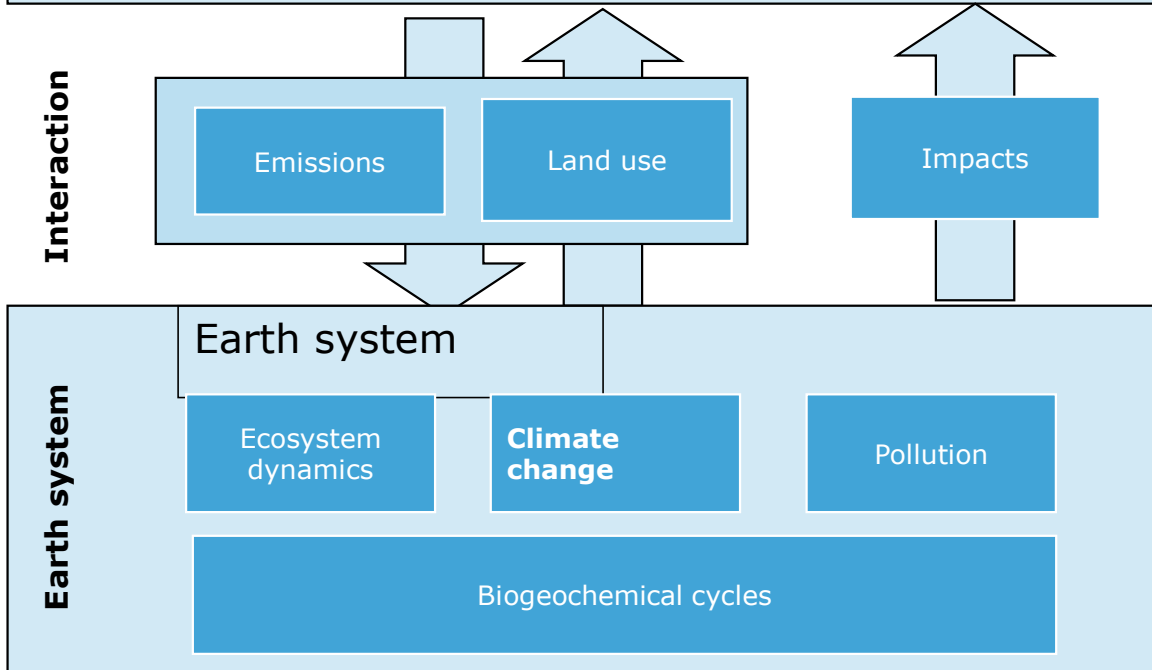 Interaction
Emissions
Land use
Impacts
Earth system
Earth system
Ecosystem
dynamics
Climate
change
Pollution
Biogeochemical cycles